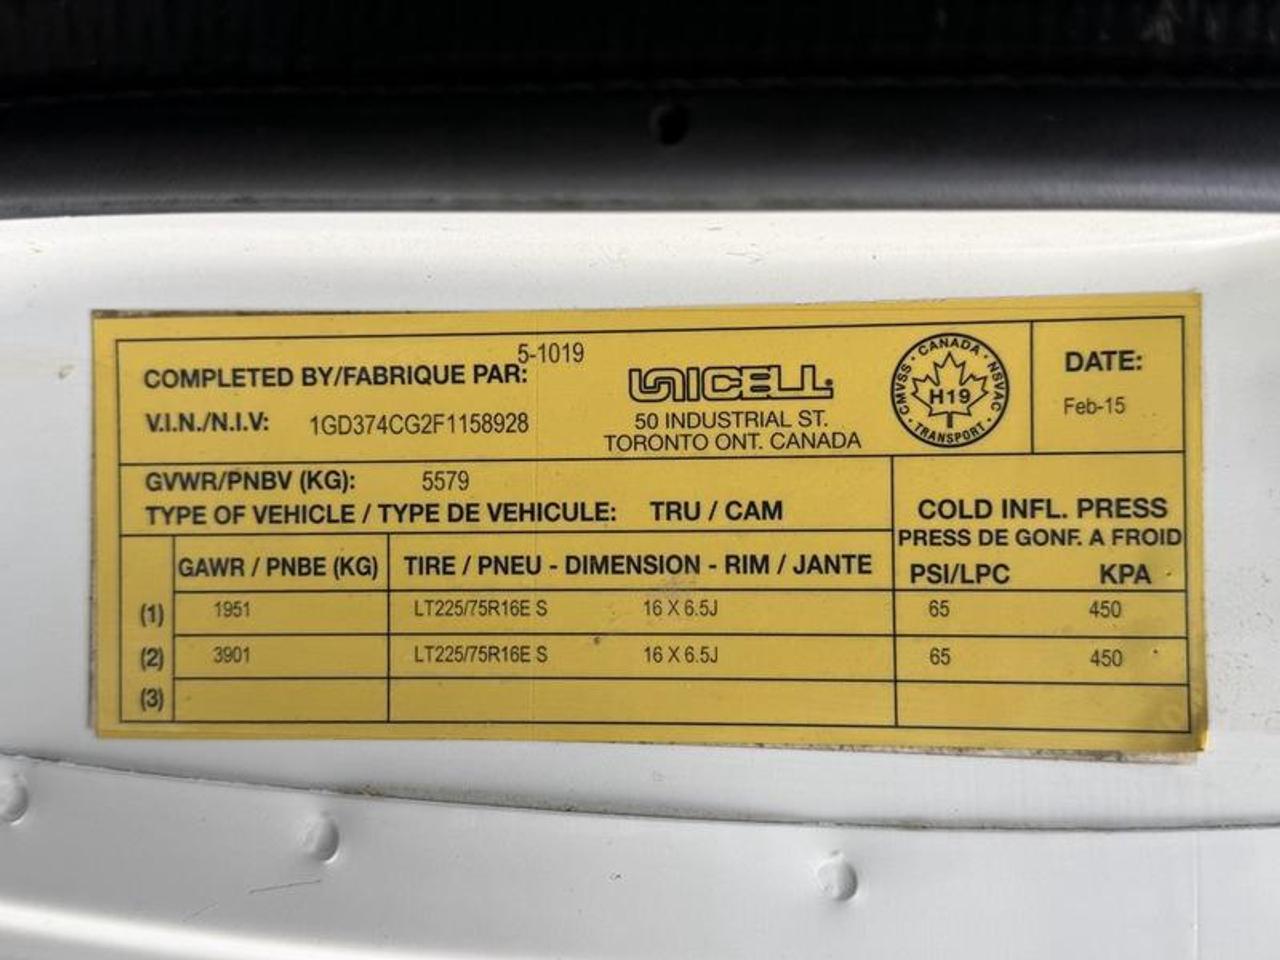 COMPLETED BY/FABRIQUE PAR: 5-1019
V.I.N./N.I.V: 1GD374CG2F1158928
UNICELL
50 INDUSTRIAL ST.
TORONTO ONT. CANADA
CANADA
CMVSS
NSVAC
H19
TRANSPORT
DATE:
Feb-15
GVWR/PNBV (KG): 5579
TYPE OF VEHICLE / TYPE DE VEHICULE: TRU / CAM
COLD INFL. PRESS
PRESS DE GONF. A FROID
GAWR / PNBE (KG) TIRE / PNEU - DIMENSION - RIM / JANTE PSI/LPC KPA
(1) 1951 LT225/75R16E S 16 X 6.5J 65 450
(2) 3901 LT225/75R16E S 16 X 6.5J 65 450
(3)